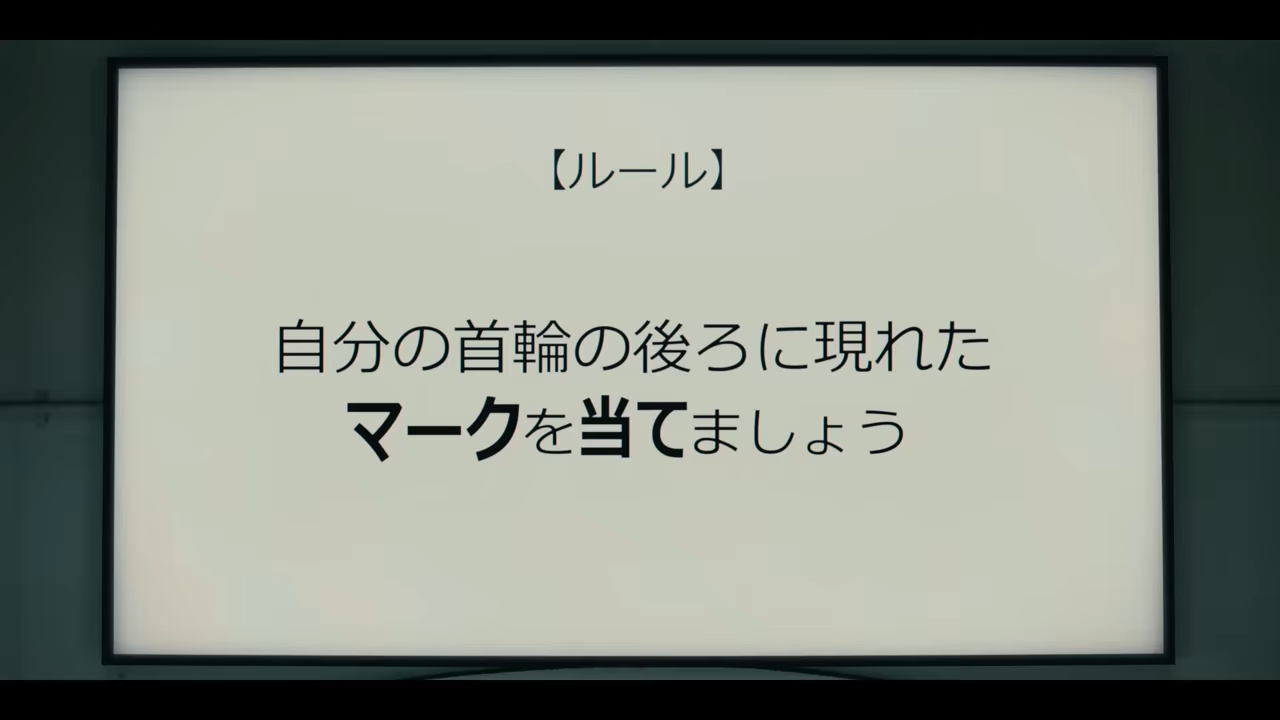 【ルール】
自分の首輪の後ろに現れた
マークを当てましょう